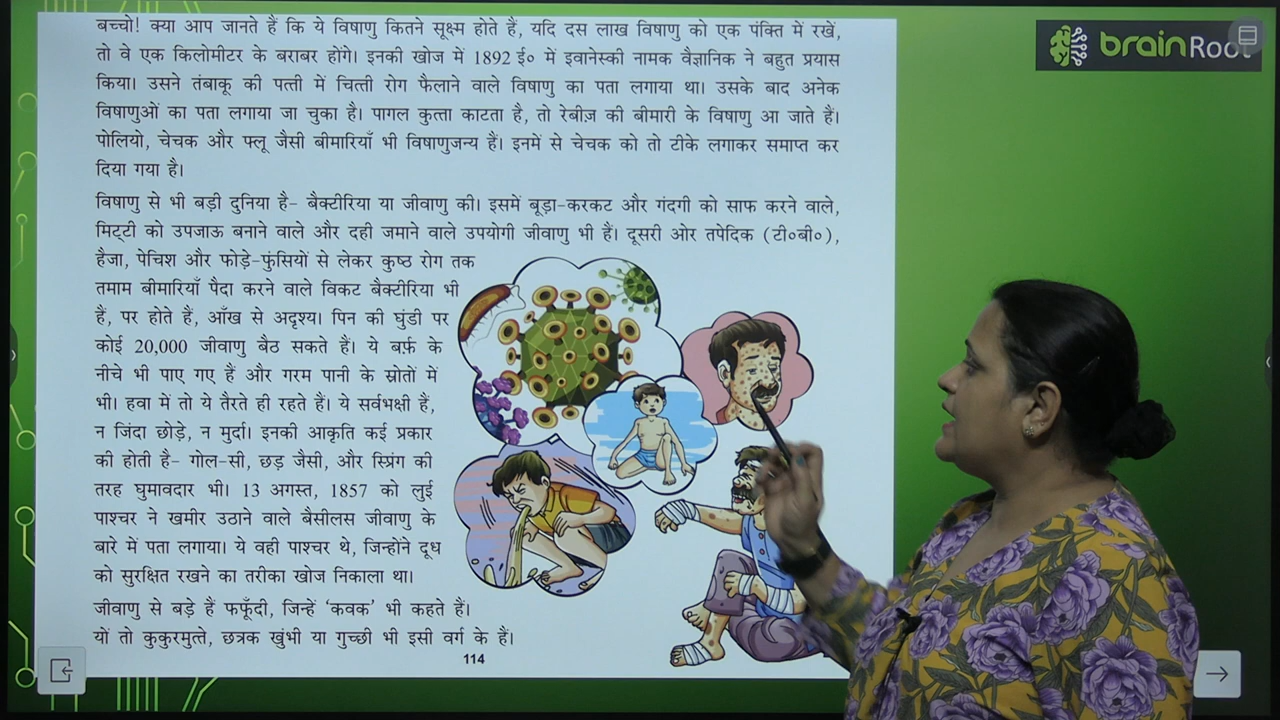 बच्चो! क्या आप जानते हैं कि ये विषाणु कितने सूक्ष्म होते हैं, यदि दस लाख विषाणु को एक पंक्ति में रखें,
तो वे एक किलोमीटर के बराबर होंगे। इनकी खोज में 1892 ई० में इवानेस्की नामक वैज्ञानिक ने बहुत प्रयास
किया। उसने तंबाकू की पत्ती में चित्ती रोग फैलाने वाले विषाणु का पता लगाया था। उसके बाद अनेक
विषाणुओं का पता लगाया जा चुका है। पागल कुत्ता काटता है, तो रेबीज़ की बीमारी के विषाणु आ जाते हैं।
पोलियो, चेचक और फ्लू जैसी बीमारियाँ भी विषाणुजन्य हैं। इनमें से चेचक को तो टीके लगाकर समाप्त कर
दिया गया है।
विषाणु से भी बड़ी दुनिया है- बैक्टीरिया या जीवाणु की। इसमें बूड़ा-करकट और गंदगी को साफ करने वाले,
मिट्टी को उपजाऊ बनाने वाले और दही जमाने वाले उपयोगी जीवाणु भी हैं। दूसरी ओर तपेदिक (टी०बी०),
हैजा, पेचिश और फोड़े-फुंसियों से लेकर कुष्ठ रोग तक
तमाम बीमारियाँ पैदा करने वाले विकट बैक्टीरिया भी
हैं, पर होते हैं, आँख से अदृश्य। पिन की घुंडी पर
कोई 20,000 जीवाणु बैठ सकते हैं। ये बर्फ़ के
नीचे भी पाए गए हैं और गरम पानी के स्रोतों में
भी। हवा में तो ये तैरते ही रहते हैं। ये सर्वभक्षी हैं,
न जिंदा छोड़े, न मुर्दा। इनकी आकृति कई प्रकार
की होती है- गोल-सी, छड़ जैसी, और स्प्रिंग की
तरह घुमावदार भी। 13 अगस्त, 1857 को लुई
पाश्चर ने खमीर उठाने वाले बैसीलस जीवाणु के
बारे में पता लगाया। ये वही पाश्चर थे, जिन्होंने दूध
को सुरक्षित रखने का तरीका खोज निकाला था।
जीवाणु से बड़े हैं फफूँदी, जिन्हें ‘कवक’ भी कहते हैं।
यों तो कुकुरमुत्ते, छत्रक खुंभी या गुच्छी भी इसी वर्ग के हैं।
114
brainRoot